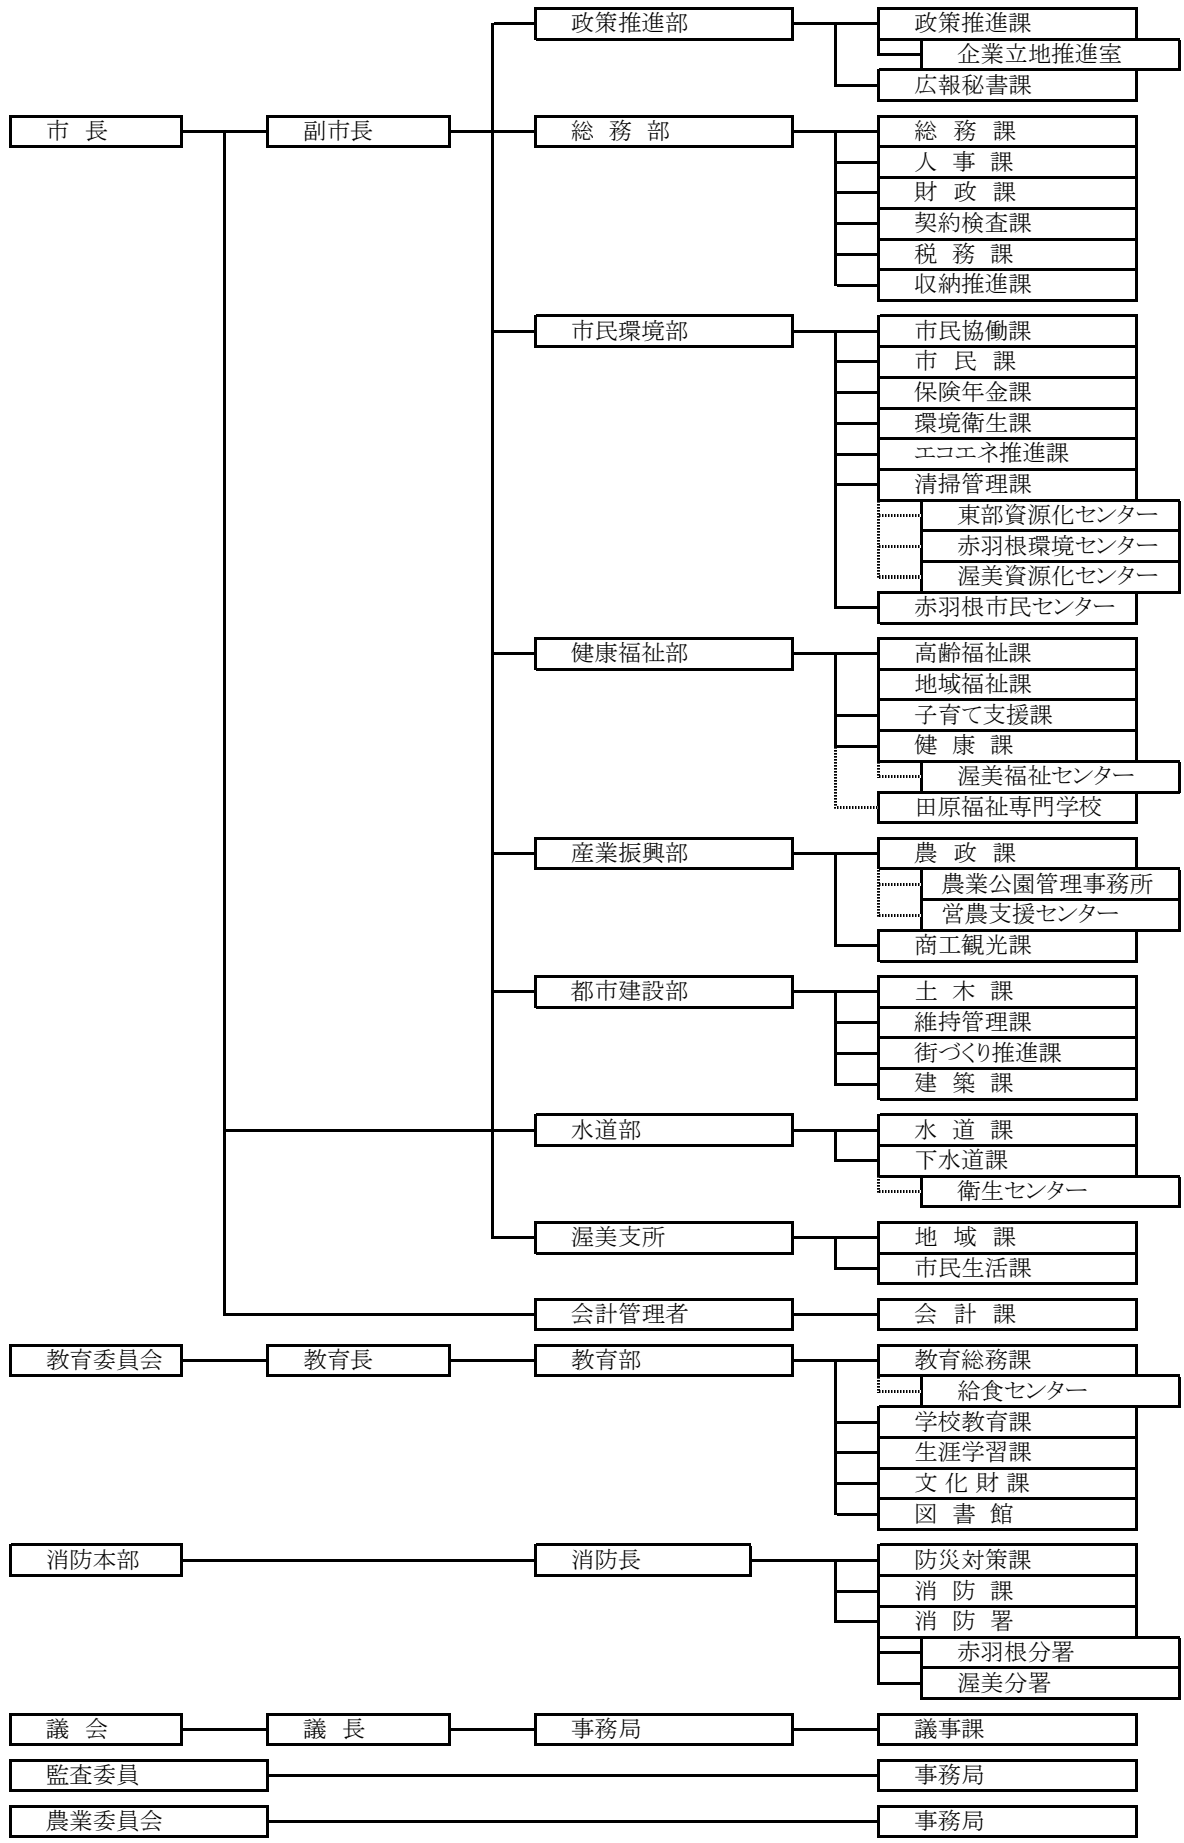 政策推進部 政策推進課
企業立地推進室
広報秘書課
市 長 副市長 総 務 部 総 務 課
人 事 課
財 政 課
契約検査課
税 務 課
収納推進課
市民環境部 市民協働課
市 民 課
保険年金課
環境衛生課
エコエネ推進課
清掃管理課
東部資源化センター
赤羽根環境センター
渥美資源化センター
赤羽根市民センター
健康福祉部 高齢福祉課
地域福祉課
子育て支援課
健 康 課
渥美福祉センター
田原福祉専門学校
産業振興部 農 政 課
農業公園管理事務所
営農支援センター
商工観光課
都市建設部 土 木 課
維持管理課
街づくり推進課
建 築 課
水道部 水 道 課
下水道課
衛生センター
渥美支所 地 域 課
市民生活課
会計管理者 会 計 課
教育委員会 教育長 教育部 教育総務課
給食センター
学校教育課
生涯学習課
文 化 財 課
図 書 館
消防本部 消防長 防災対策課
消 防 課
消 防 署
赤羽根分署
渥美分署
議 会 議 長 事務局 議事課
監査委員 事務局
農業委員会 事務局